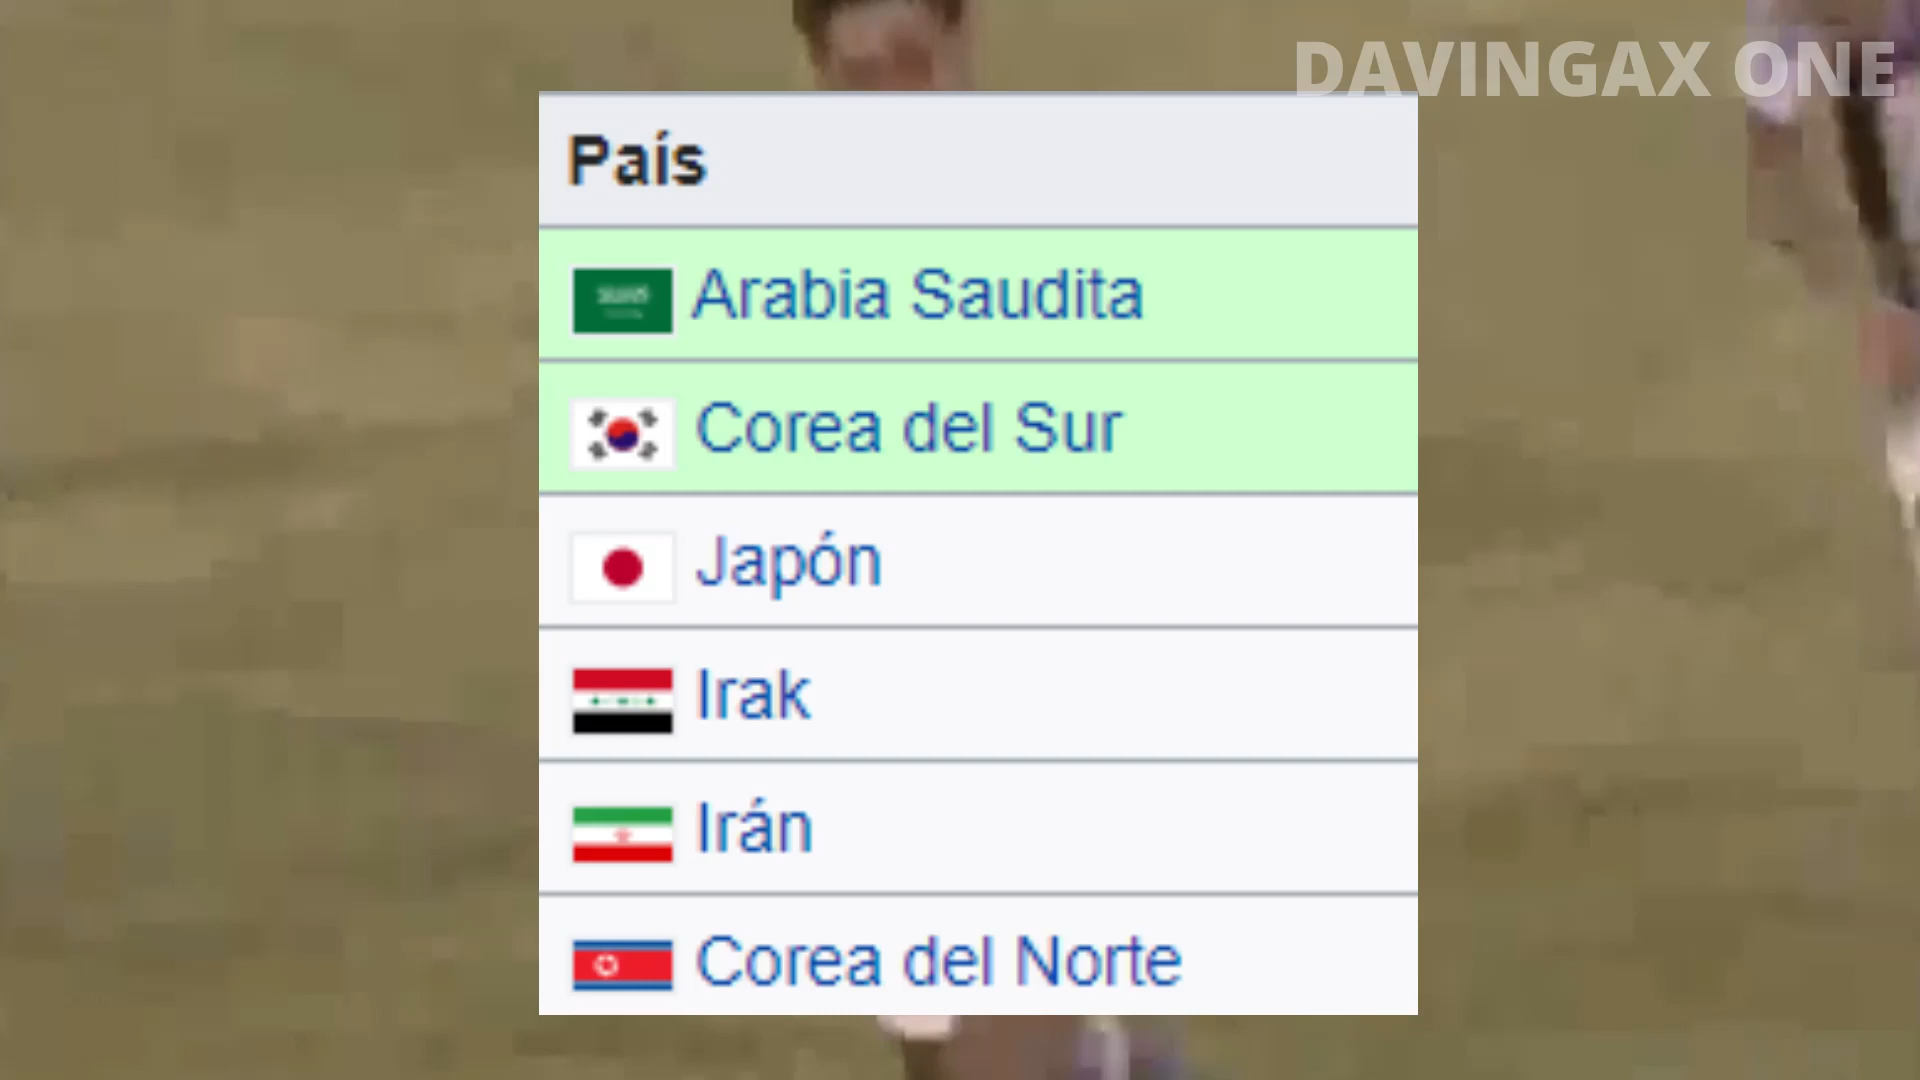 DAVINGAX ONE
País
Arabia Saudita
Corea del Sur
Japón
Irak
Irán
Corea del Norte